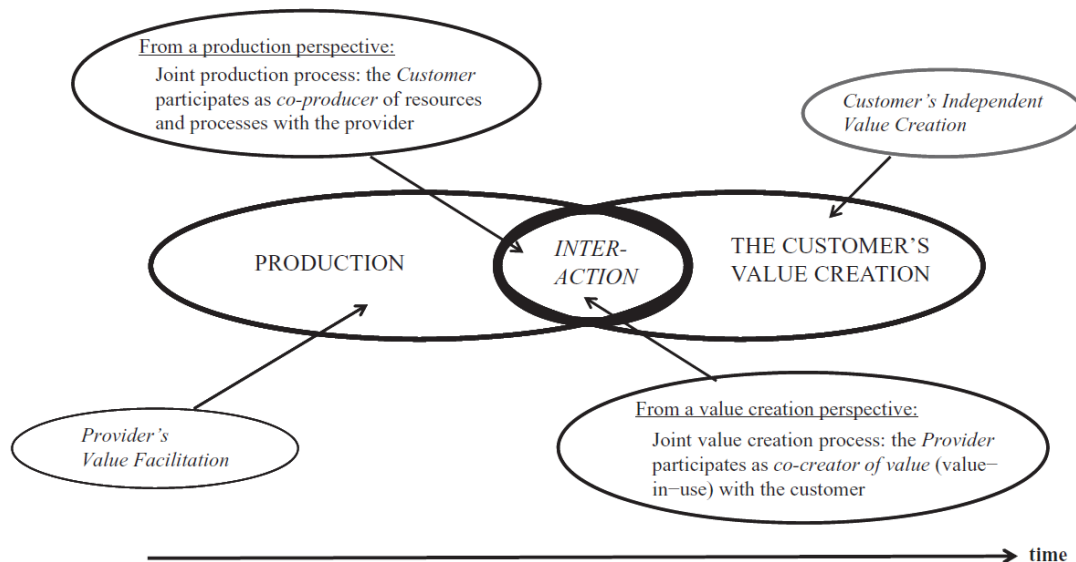 From a production perspective:
Joint production process: the Customer
participates as co-producer of resources
and processes with the provider
Customer’s Independent
Value Creation
PRODUCTION
INTER-
ACTION
THE CUSTOMER’S
VALUE CREATION
Provider’s
Value Facilitation
From a value creation perspective:
Joint value creation process: the Provider
participates as co-creator of value (value−
in−use) with the customer
time